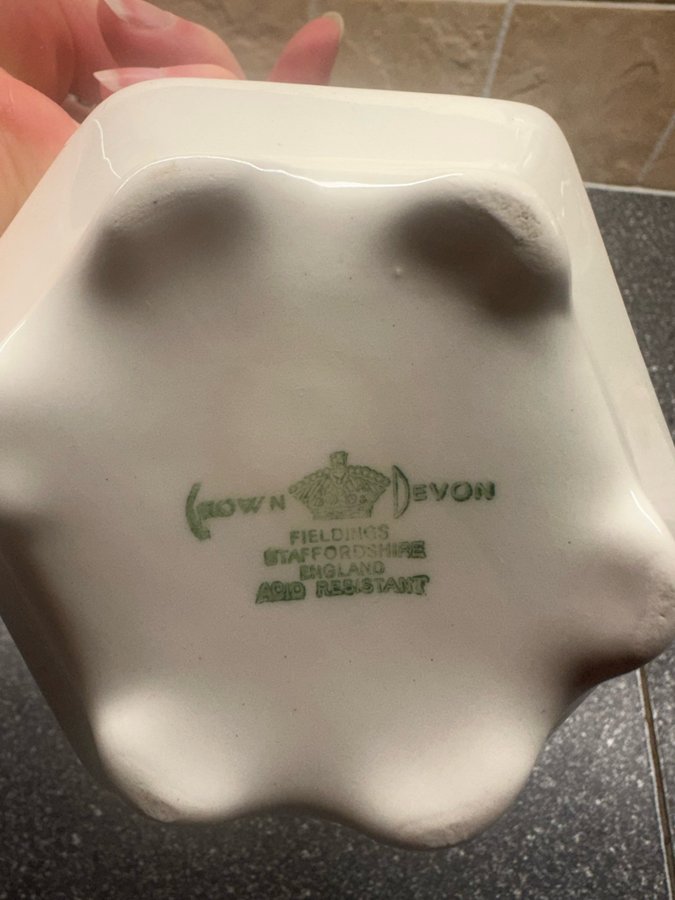 CROWN DEVON
FIELDINGS
STAFFORDSHIRE
ENGLAND
ACID RESISTANT